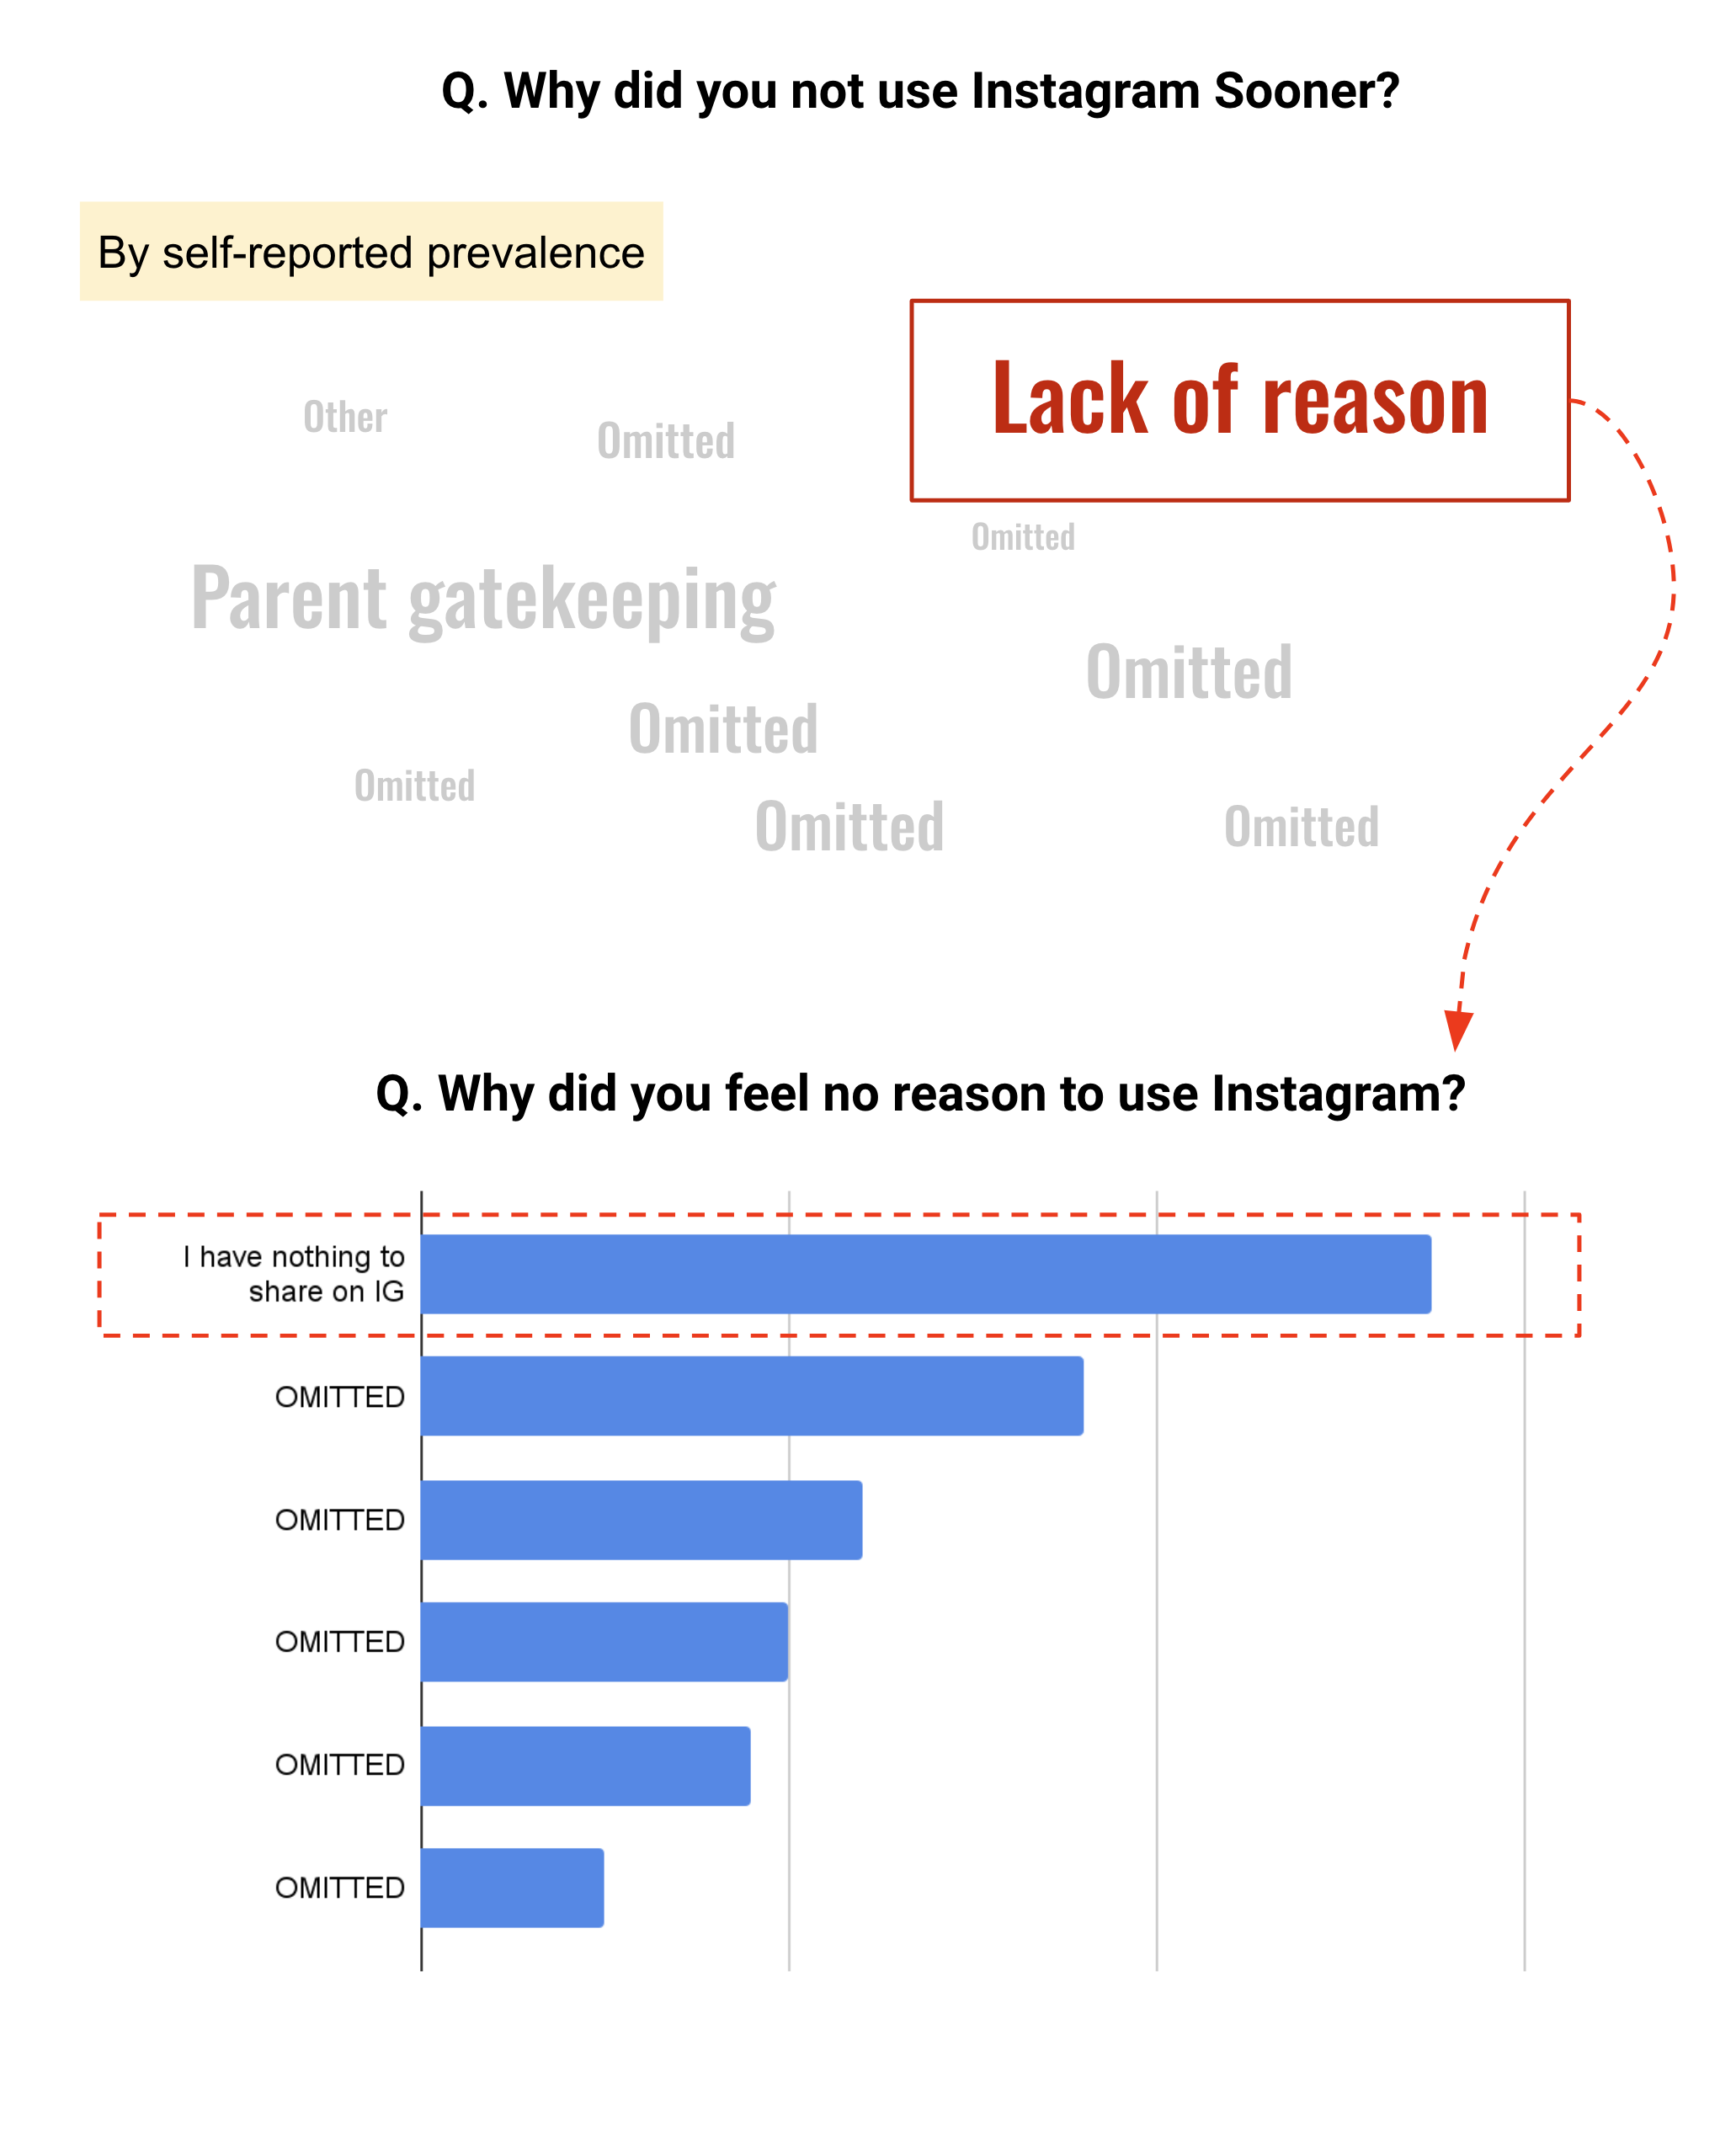 Q. Why did you not use Instagram Sooner?
By self-reported prevalence
Lack of reason
Other
Omitted
Omitted
Parent gatekeeping
Omitted
Omitted
Omitted
Omitted
Omitted
Q. Why did you feel no reason to use Instagram?
I have nothing to
share on IG
OMITTED
OMITTED
OMITTED
OMITTED
OMITTED